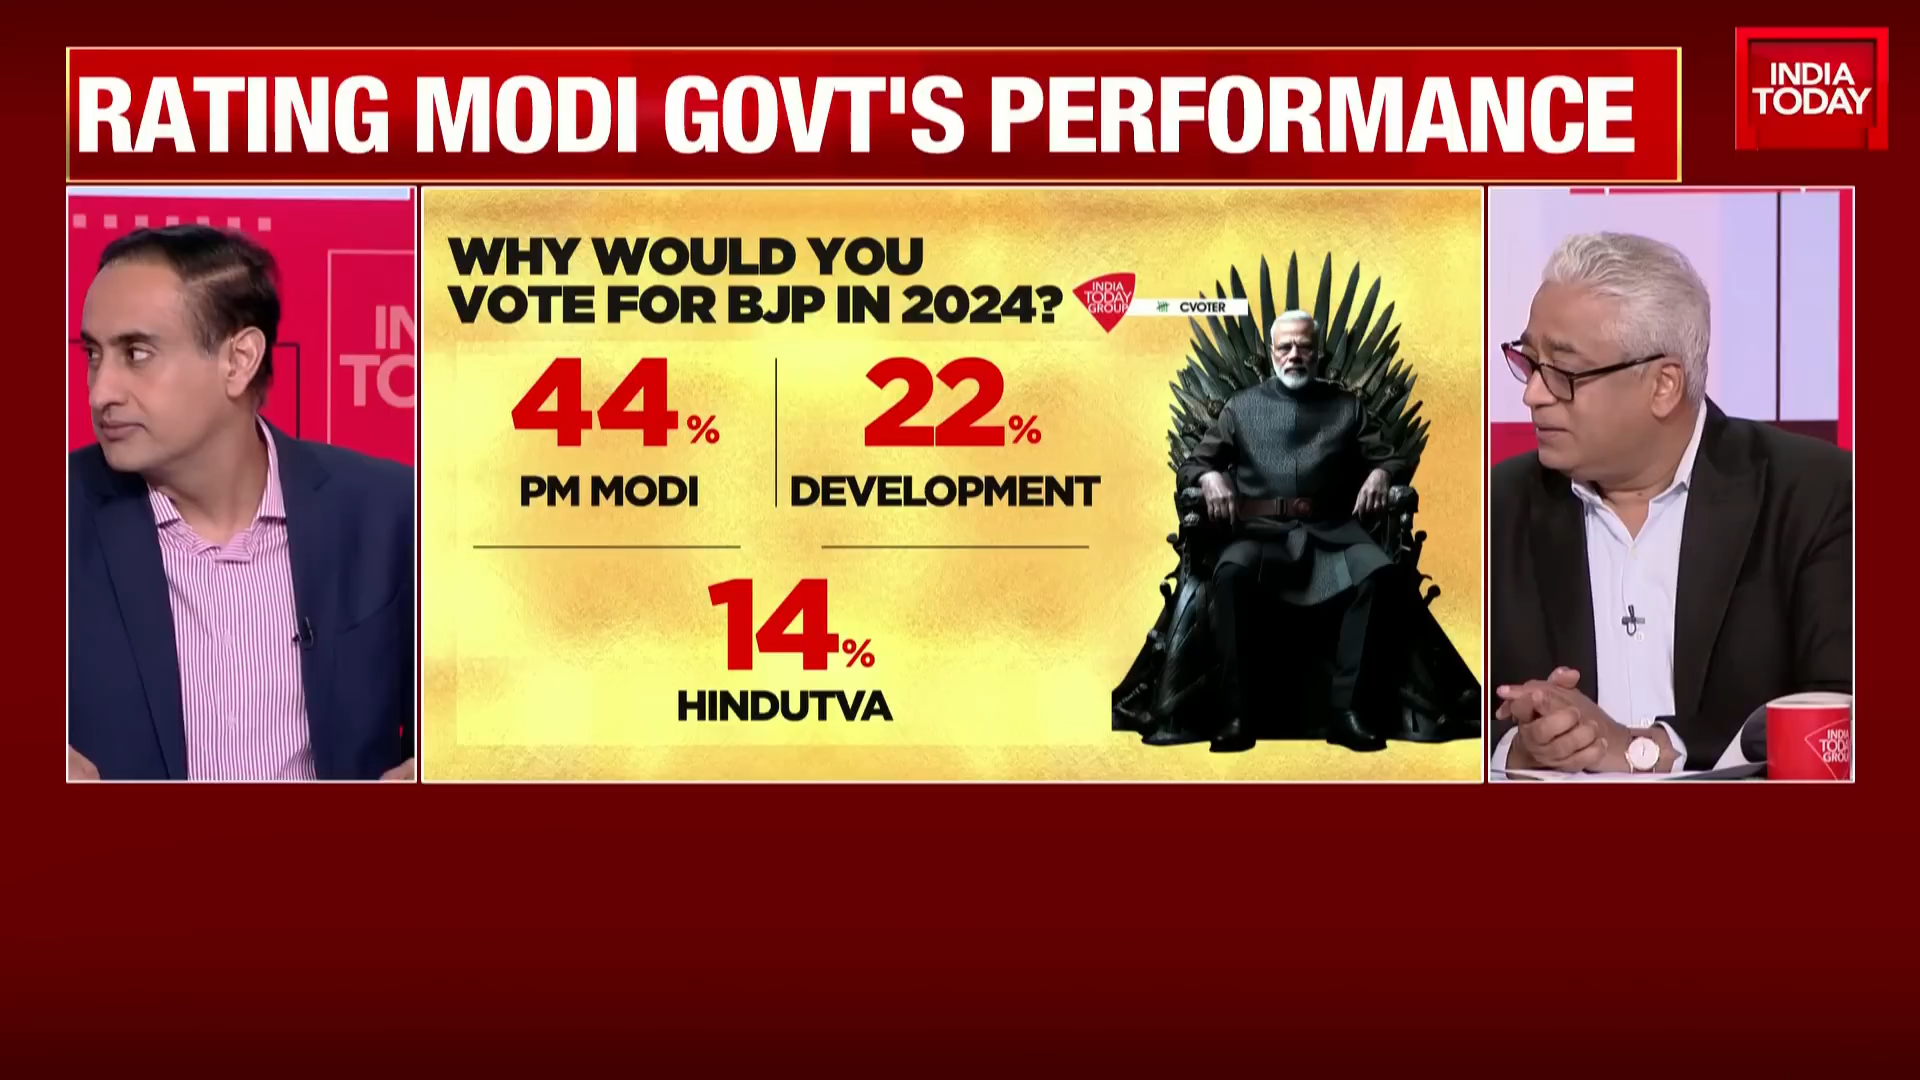 RATING MODI GOVT'S PERFORMANCE
INDIA
TODAY
WHY WOULD YOU
VOTE FOR BJP IN 2024?
INDIA
TODAY
GROUP
CVOTER
44%
PM MODI
22%
DEVELOPMENT
14%
HINDUTVA